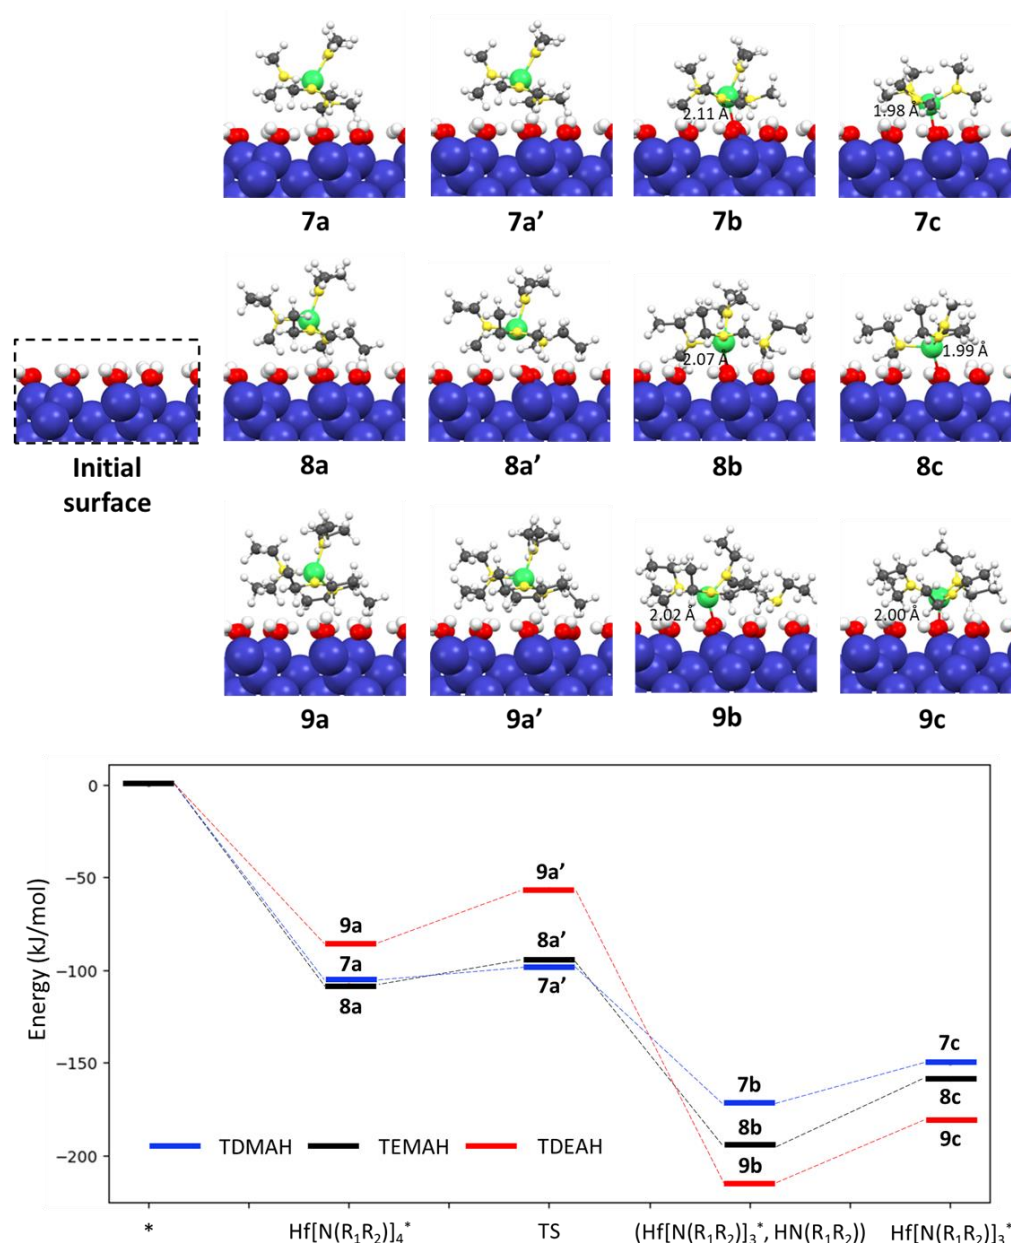 2.11 Å
1.98 Å
7a
7a’
7b
7c
2.07 Å
1.99 Å
Initial
surface
8a
8a’
8b
8c
2.02 Å
2.00 Å
9a
9a’
9b
9c
Energy (kJ/mol)
0
−50
−100
−150
−200
9a
7a
8a
9a’
8a’
7a’
7b
8b
9b
7c
8c
9c
TDMAH TEMAH TDEAH
* Hf[N(R₁R₂)]₄* TS (Hf[N(R₁R₂)]₃*, HN(R₁R₂)) Hf[N(R₁R₂)]₃*